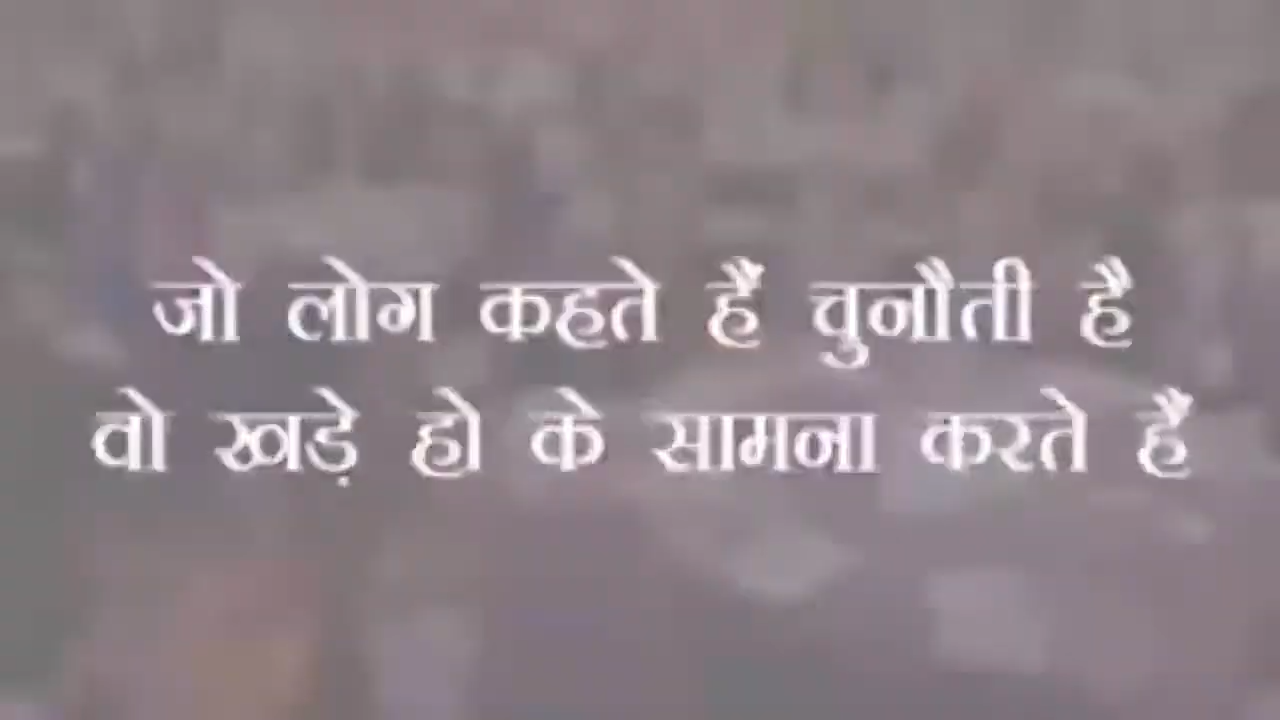 जो लोग कहते हैं चुनौती है
वो खड़े हो के सामना करते हैं